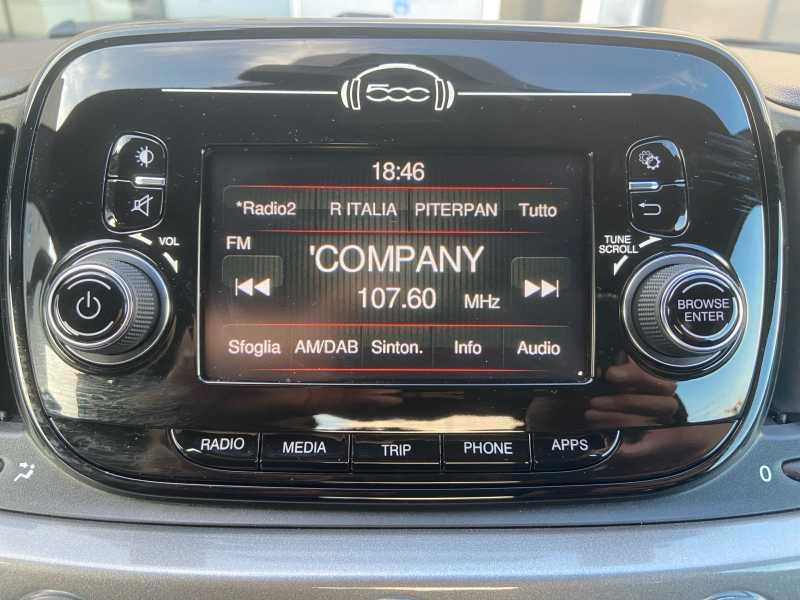 500
18:46
*Radio2 R ITALIA PITERPAN Tutto
FM
'COMPANY
107.60 MHz
Sfoglia AM/DAB Sinton. Info Audio
VOL
TUNE
SCROLL
BROWSE
ENTER
RADIO MEDIA TRIP PHONE APPS
0